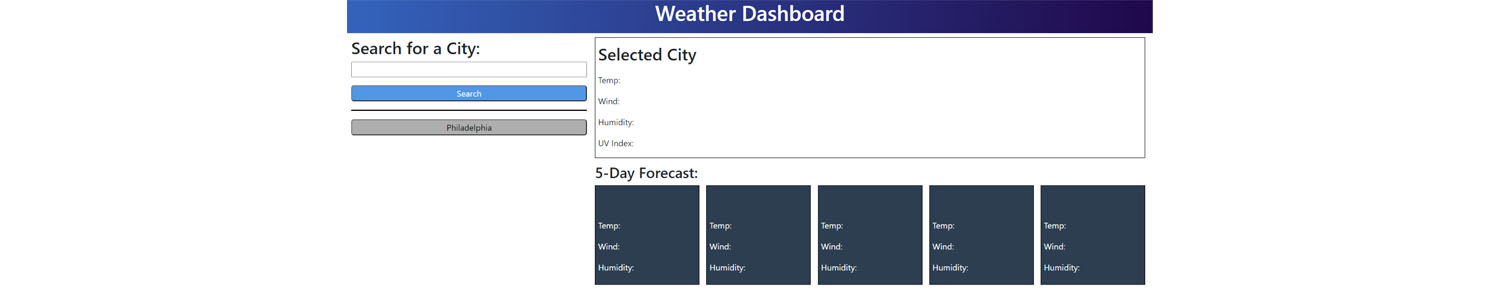 Weather Dashboard
Search for a City:
Search
Philadelphia
Selected City
Temp:
Wind:
Humidity:
UV Index:
5-Day Forecast:
Temp:
Wind:
Humidity:
Temp:
Wind:
Humidity:
Temp:
Wind:
Humidity:
Temp:
Wind:
Humidity:
Temp:
Wind:
Humidity: